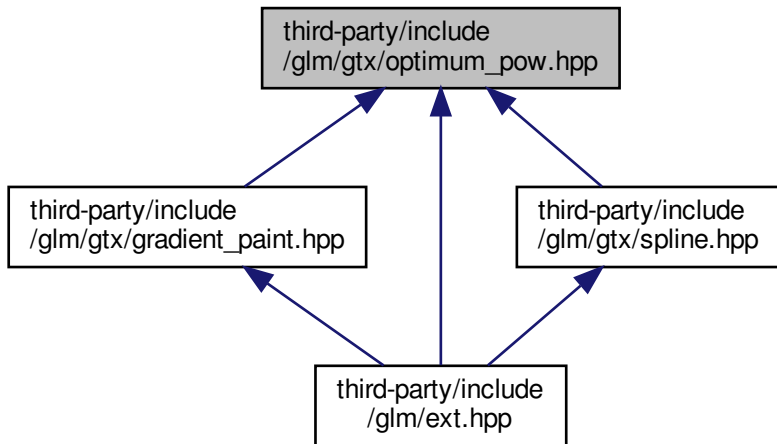 third-party/include
/glm/gtx/optimum_pow.hpp
third-party/include
/glm/gtx/gradient_paint.hpp
third-party/include
/glm/gtx/spline.hpp
third-party/include
/glm/ext.hpp